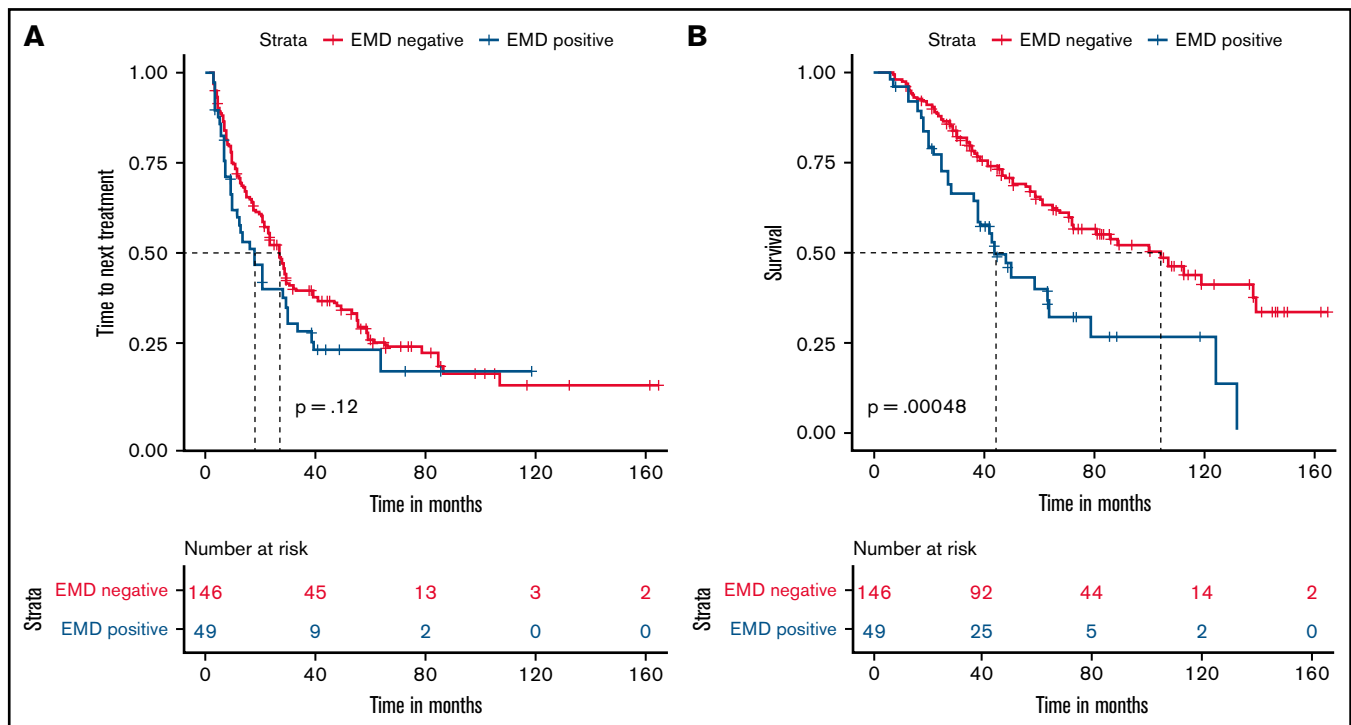 A
Strata EMD negative EMD positive
1.00
0.75
0.50
0.25
0.00
Time to next treatment
p = .12
0 40 80 120 160
Time in months
Number at risk
Strata
EMD negative 146 45 13 3 2
EMD positive 49 9 2 0 0
0 40 80 120 160
Time in months
B
Strata EMD negative EMD positive
1.00
0.75
0.50
0.25
0.00
Survival
p = .00048
0 40 80 120 160
Time in months
Number at risk
Strata
EMD negative 146 92 44 14 2
EMD positive 49 25 5 2 0
0 40 80 120 160
Time in months